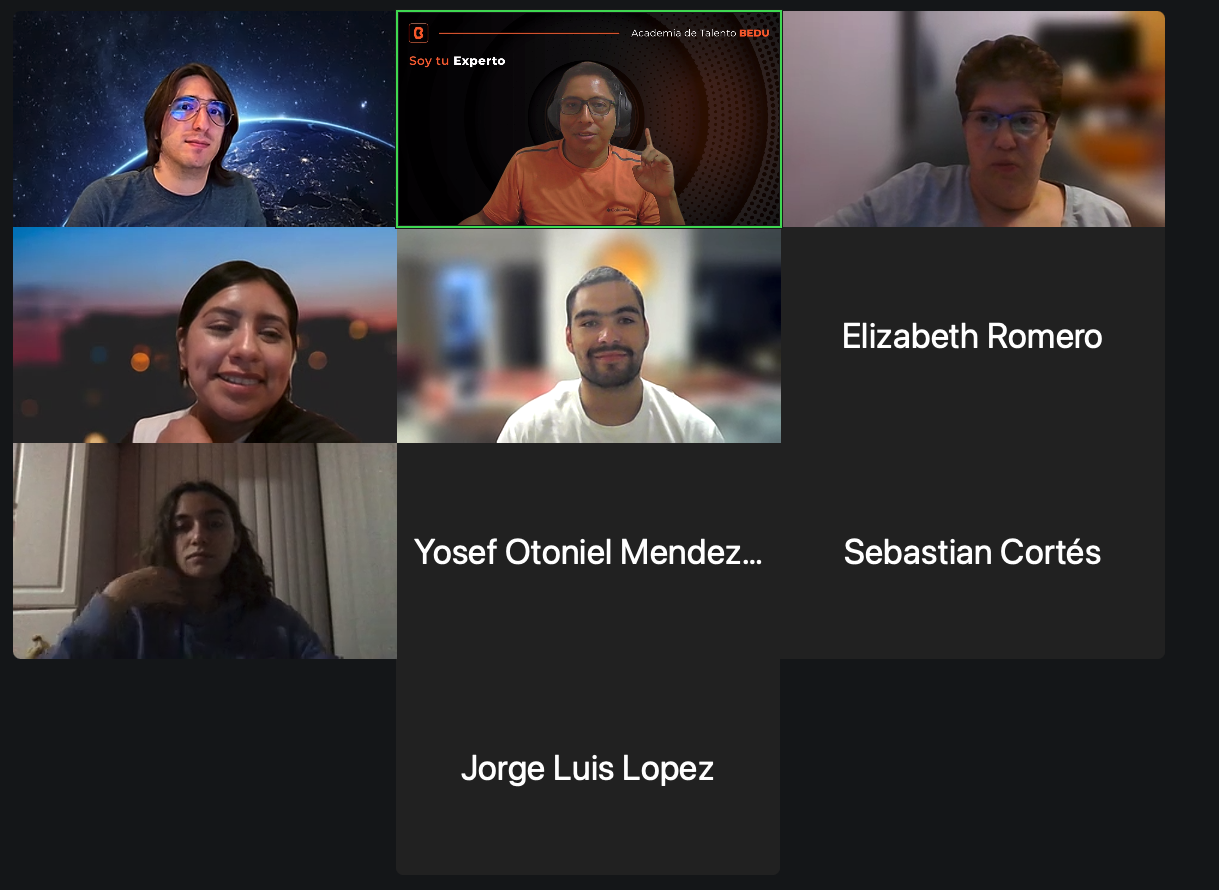 Academia de Talento BEDU
Soy tu Experto
Elizabeth Romero
Yosef Otoniel Mendez...
Sebastian Cortés
Jorge Luis Lopez